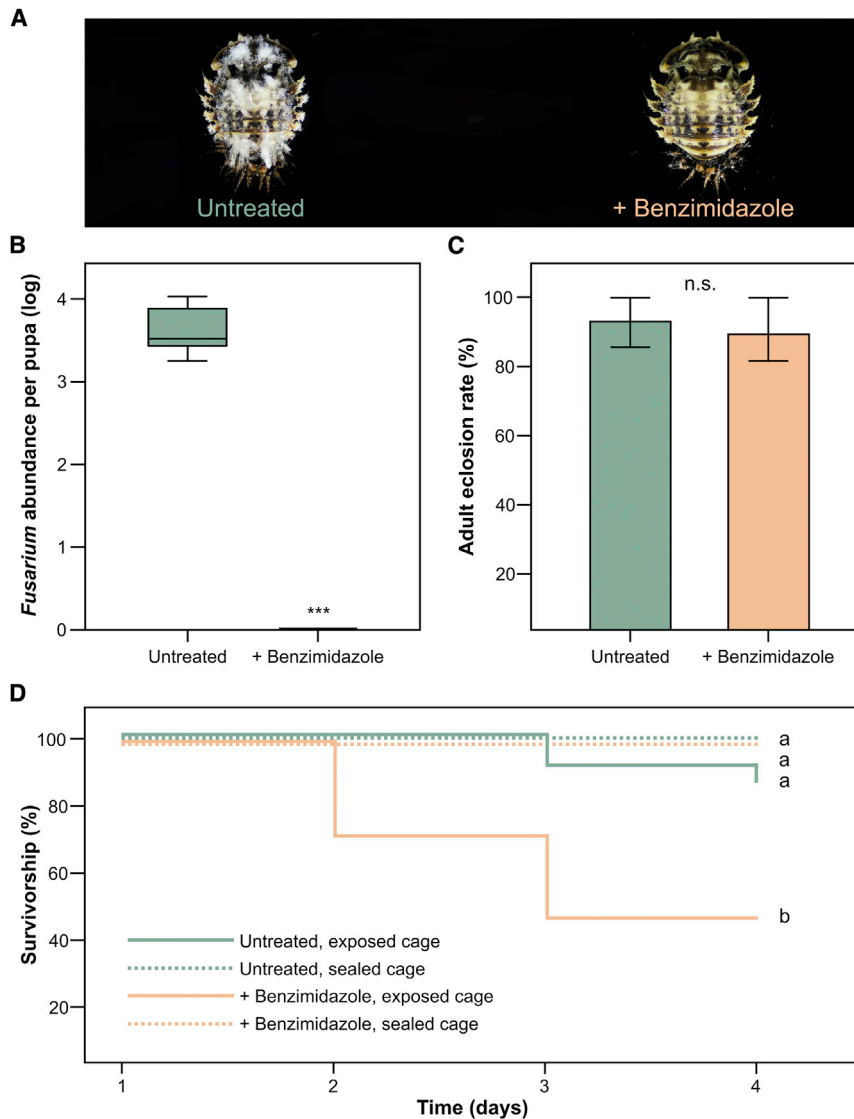 A
Untreated
+ Benzimidazole
B
Fusarium abundance per pupa (log)
4
3
2
1
0
***
Untreated
+ Benzimidazole
C
Adult eclosion rate (%)
100
80
60
40
20
n.s.
Untreated
+ Benzimidazole
D
Survivorship (%)
100
80
60
40
20
a
a
a
b
Untreated, exposed cage
Untreated, sealed cage
+ Benzimidazole, exposed cage
+ Benzimidazole, sealed cage
1
2
3
4
Time (days)